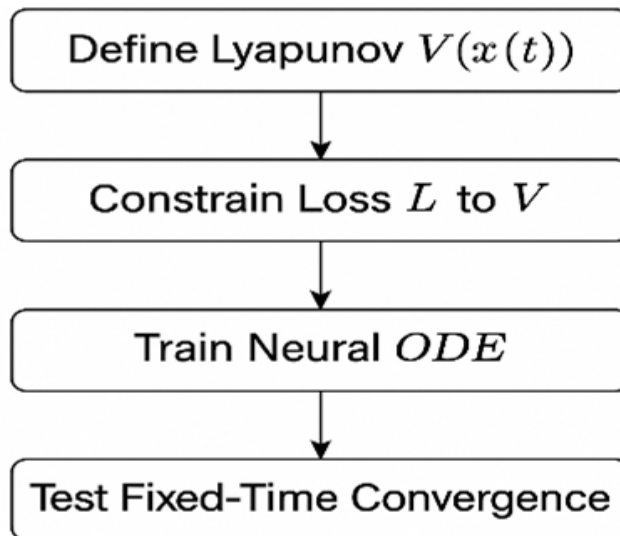 Define Lyapunov V(x(t))
Constrain Loss L to V
Train Neural ODE
Test Fixed-Time Convergence